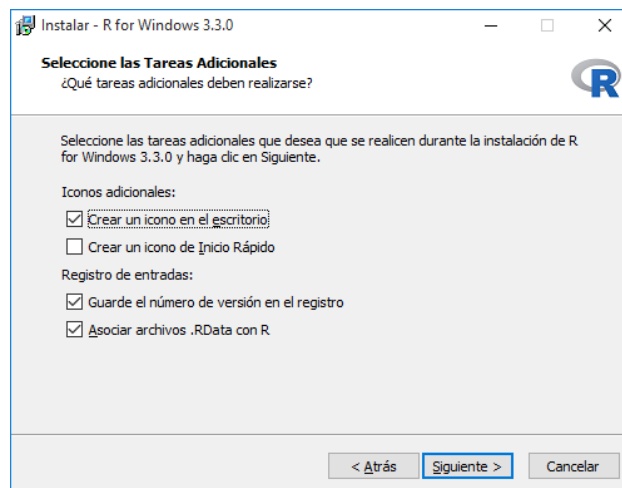 Instalar - R for Windows 3.3.0
Seleccione las Tareas Adicionales
¿Qué tareas adicionales deben realizarse?
R
Seleccione las tareas adicionales que desea que se realicen durante la instalación de R
for Windows 3.3.0 y haga clic en Siguiente.
Iconos adicionales:
Crear un icono en el escritorio
Crear un icono de Inicio Rápido
Registro de entradas:
Guarde el número de versión en el registro
Asociar archivos .RData con R
< Atrás
Siguiente >
Cancelar